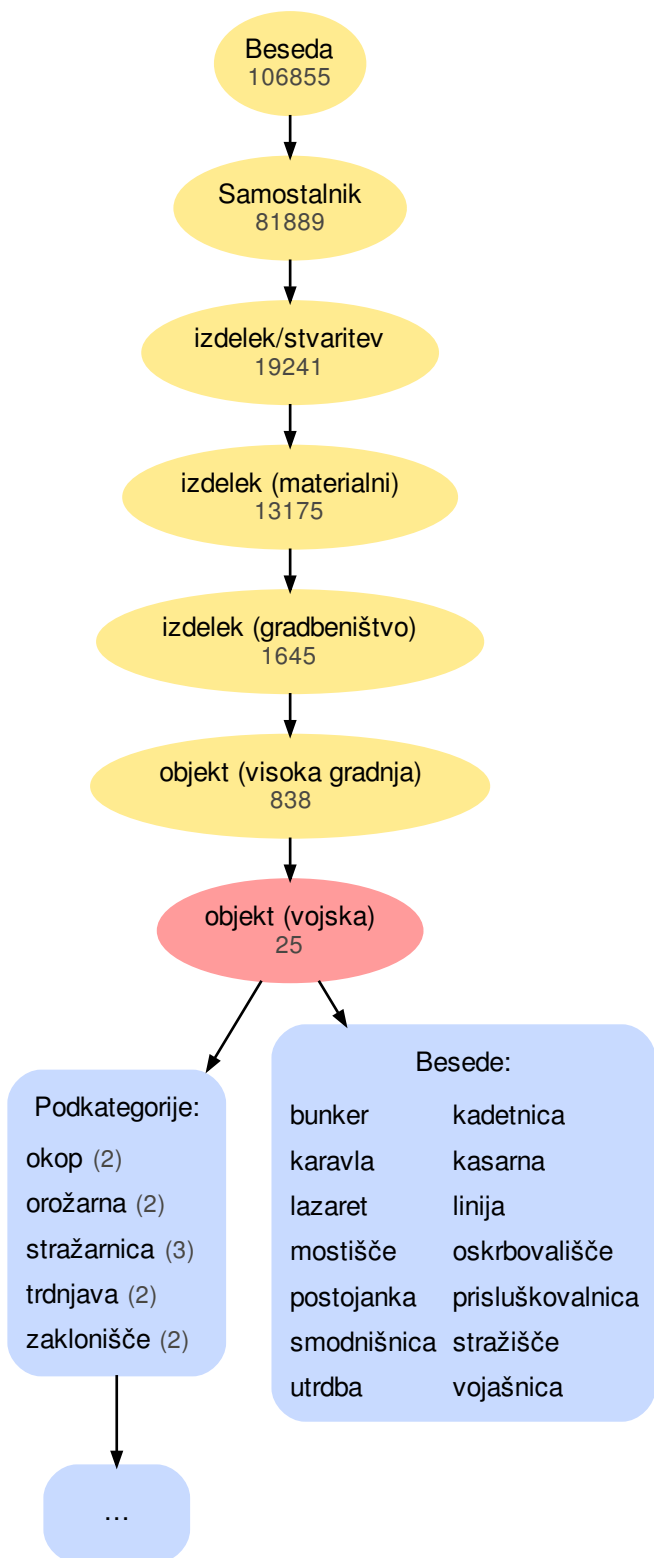 Beseda
106855
Samostalnik
81889
izdelek/stvaritev
19241
izdelek (materialni)
13175
izdelek (gradbeništvo)
1645
objekt (visoka gradnja)
838
objekt (vojska)
25
Podkategorije:
okop (2)
orožarna (2)
stražarnica (3)
trdnjava (2)
zaklonišče (2)
...
Besede:
bunker kadetnica
karavla kasarna
lazaret linija
mostišče oskrbovališče
postojanka prisluškovalnica
smodnišnica stražišče
utrdba vojašnica